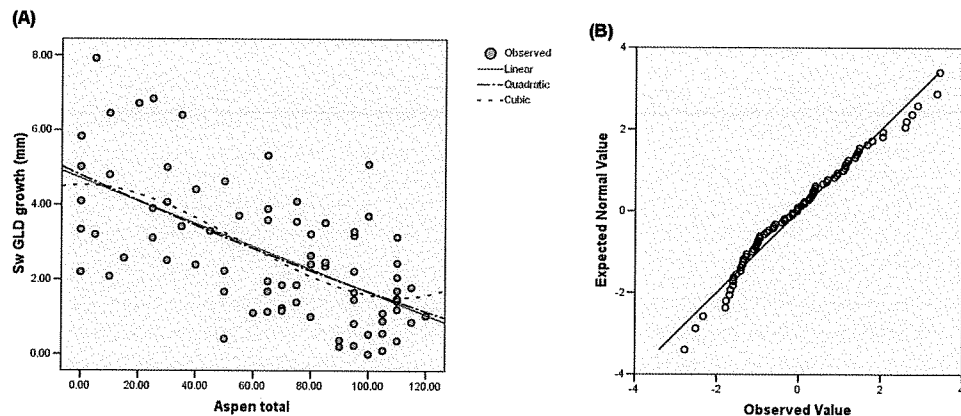 (A)
8.00
6.00
4.00
2.00
0.00
Sw GLD growth (mm)
0.00 20.00 40.00 60.00 80.00 100.00 120.00
Aspen total
Observed
Linear
Quadratic
Cubic
(B)
4
2
0
-2
-4
Expected Normal Value
-4 -2 0 2 4
Observed Value